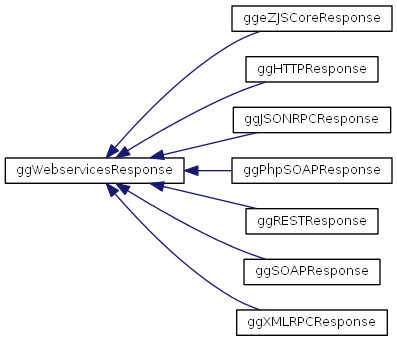 ggeZJSCoreResponse
ggHTTPResponse
ggJSONRPCResponse
ggWebservicesResponse
ggPhpSOAPResponse
ggRESTResponse
ggSOAPResponse
ggXMLRPCResponse